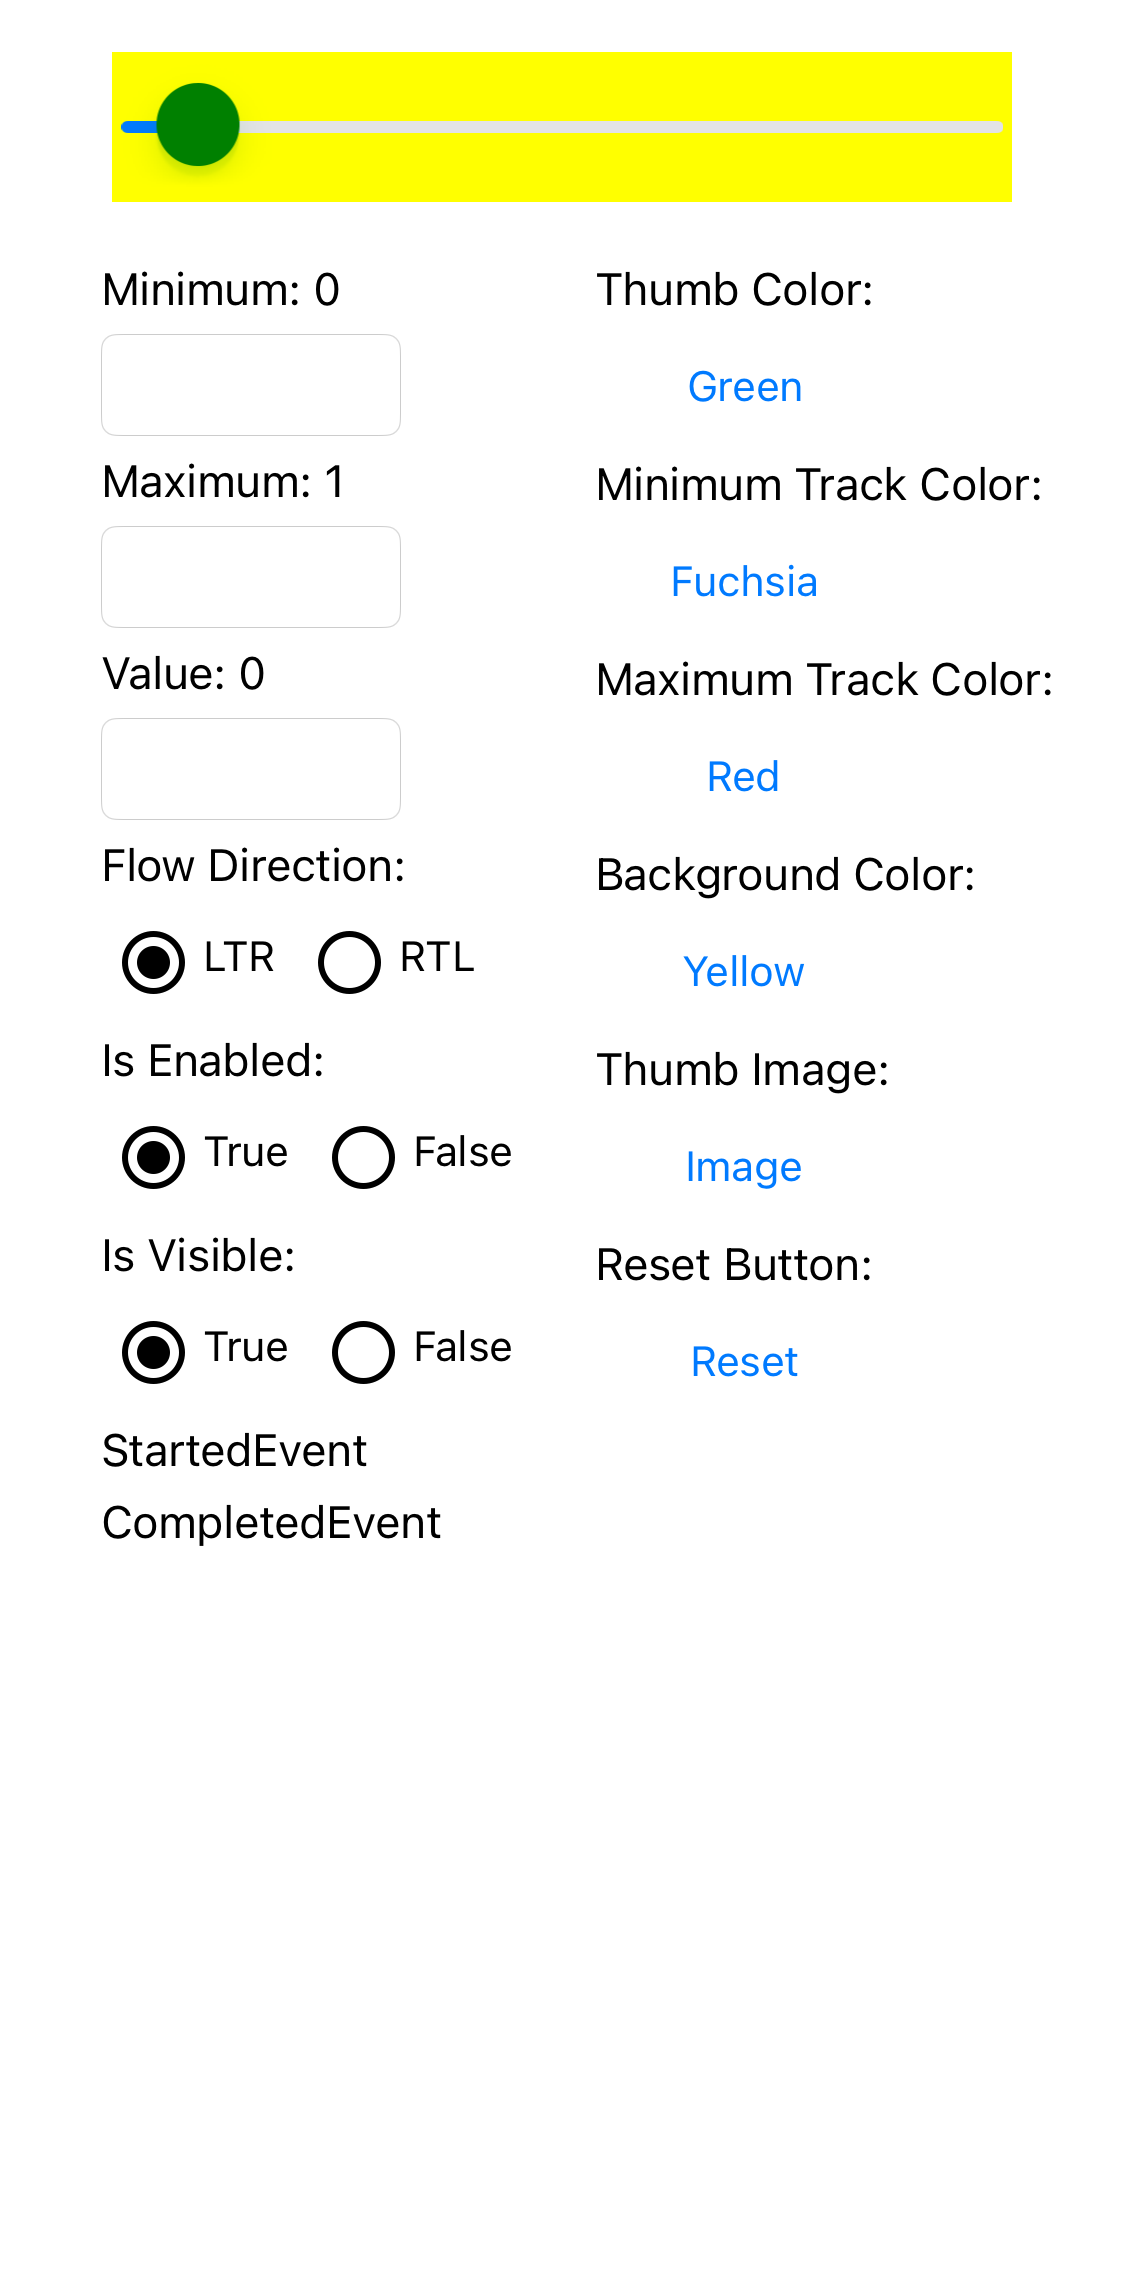 Minimum: 0
Maximum: 1
Value: 0
Flow Direction:
LTR RTL
Is Enabled:
True False
Is Visible:
True False
StartedEvent
CompletedEvent
Thumb Color:
Green
Minimum Track Color:
Fuchsia
Maximum Track Color:
Red
Background Color:
Yellow
Thumb Image:
Image
Reset Button:
Reset